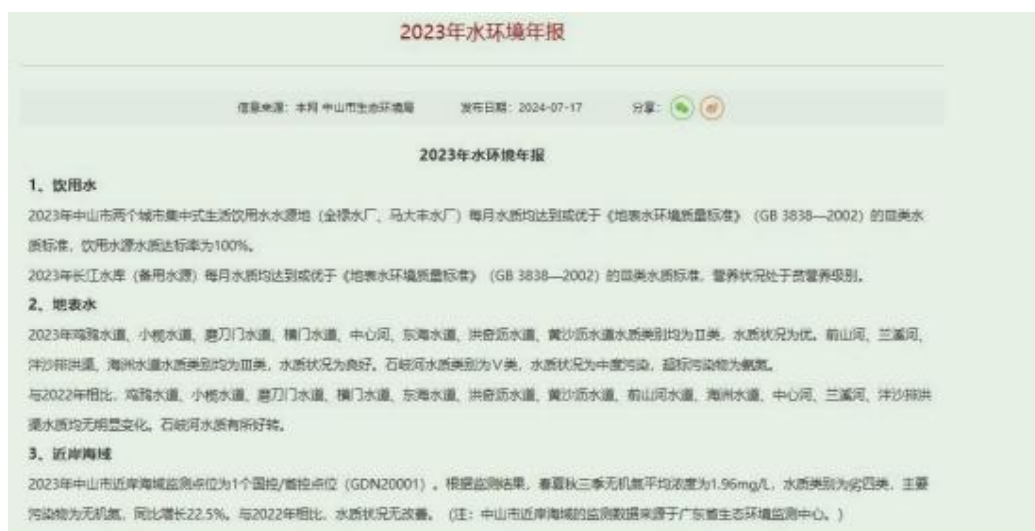 2023年水环境年报
信息来源：本网 中山市生态环境局 发布日期：2024-07-17 分享：
2023年水环境年报
1、饮用水
2023年中山市两个城市集中式生活饮用水水源地（全禄水厂、马大丰水厂）每月水质均达到或优于《地表水环境质量标准》（GB 3838—2002）的Ⅲ类水
质标准，饮用水源水质达标率为100%。
2023年长江水库（备用水源）每月水质均达到或优于《地表水环境质量标准》（GB 3838—2002）的Ⅲ类水质标准，营养状况处于贫营养级别。
2、地表水
2023年鸡鸦水道、小榄水道、磨刀门水道、横门水道、中心河、东海水道、洪奇沥水道、黄沙沥水道水质类别均为Ⅱ类，水质状况为优。前山河、兰溪河、
泮沙排洪渠、海洲水道水质类别均为Ⅲ类，水质状况为良好。石岐河水质类别为Ⅴ类，水质状况为中度污染，超标污染物为氨氮。
与2022年相比，鸡鸦水道、小榄水道、磨刀门水道、横门水道、东海水道、洪奇沥水道、黄沙沥水道、前山河水道、海洲水道、中心河、兰溪河、泮沙排洪
渠水质均无明显变化。石岐河水质有所好转。
3、近岸海域
2023年中山市近岸海域监测点位为1个国控/省控点位（GDN20001）。根据监测结果，春夏秋三季无机氮平均浓度为1.96mg/L，水质类别为劣四类，主要
污染物为无机氮，同比增长22.5%。与2022年相比，水质状况无改善。（注：中山市近岸海域的监测数据来源于广东省生态环境监测中心。）